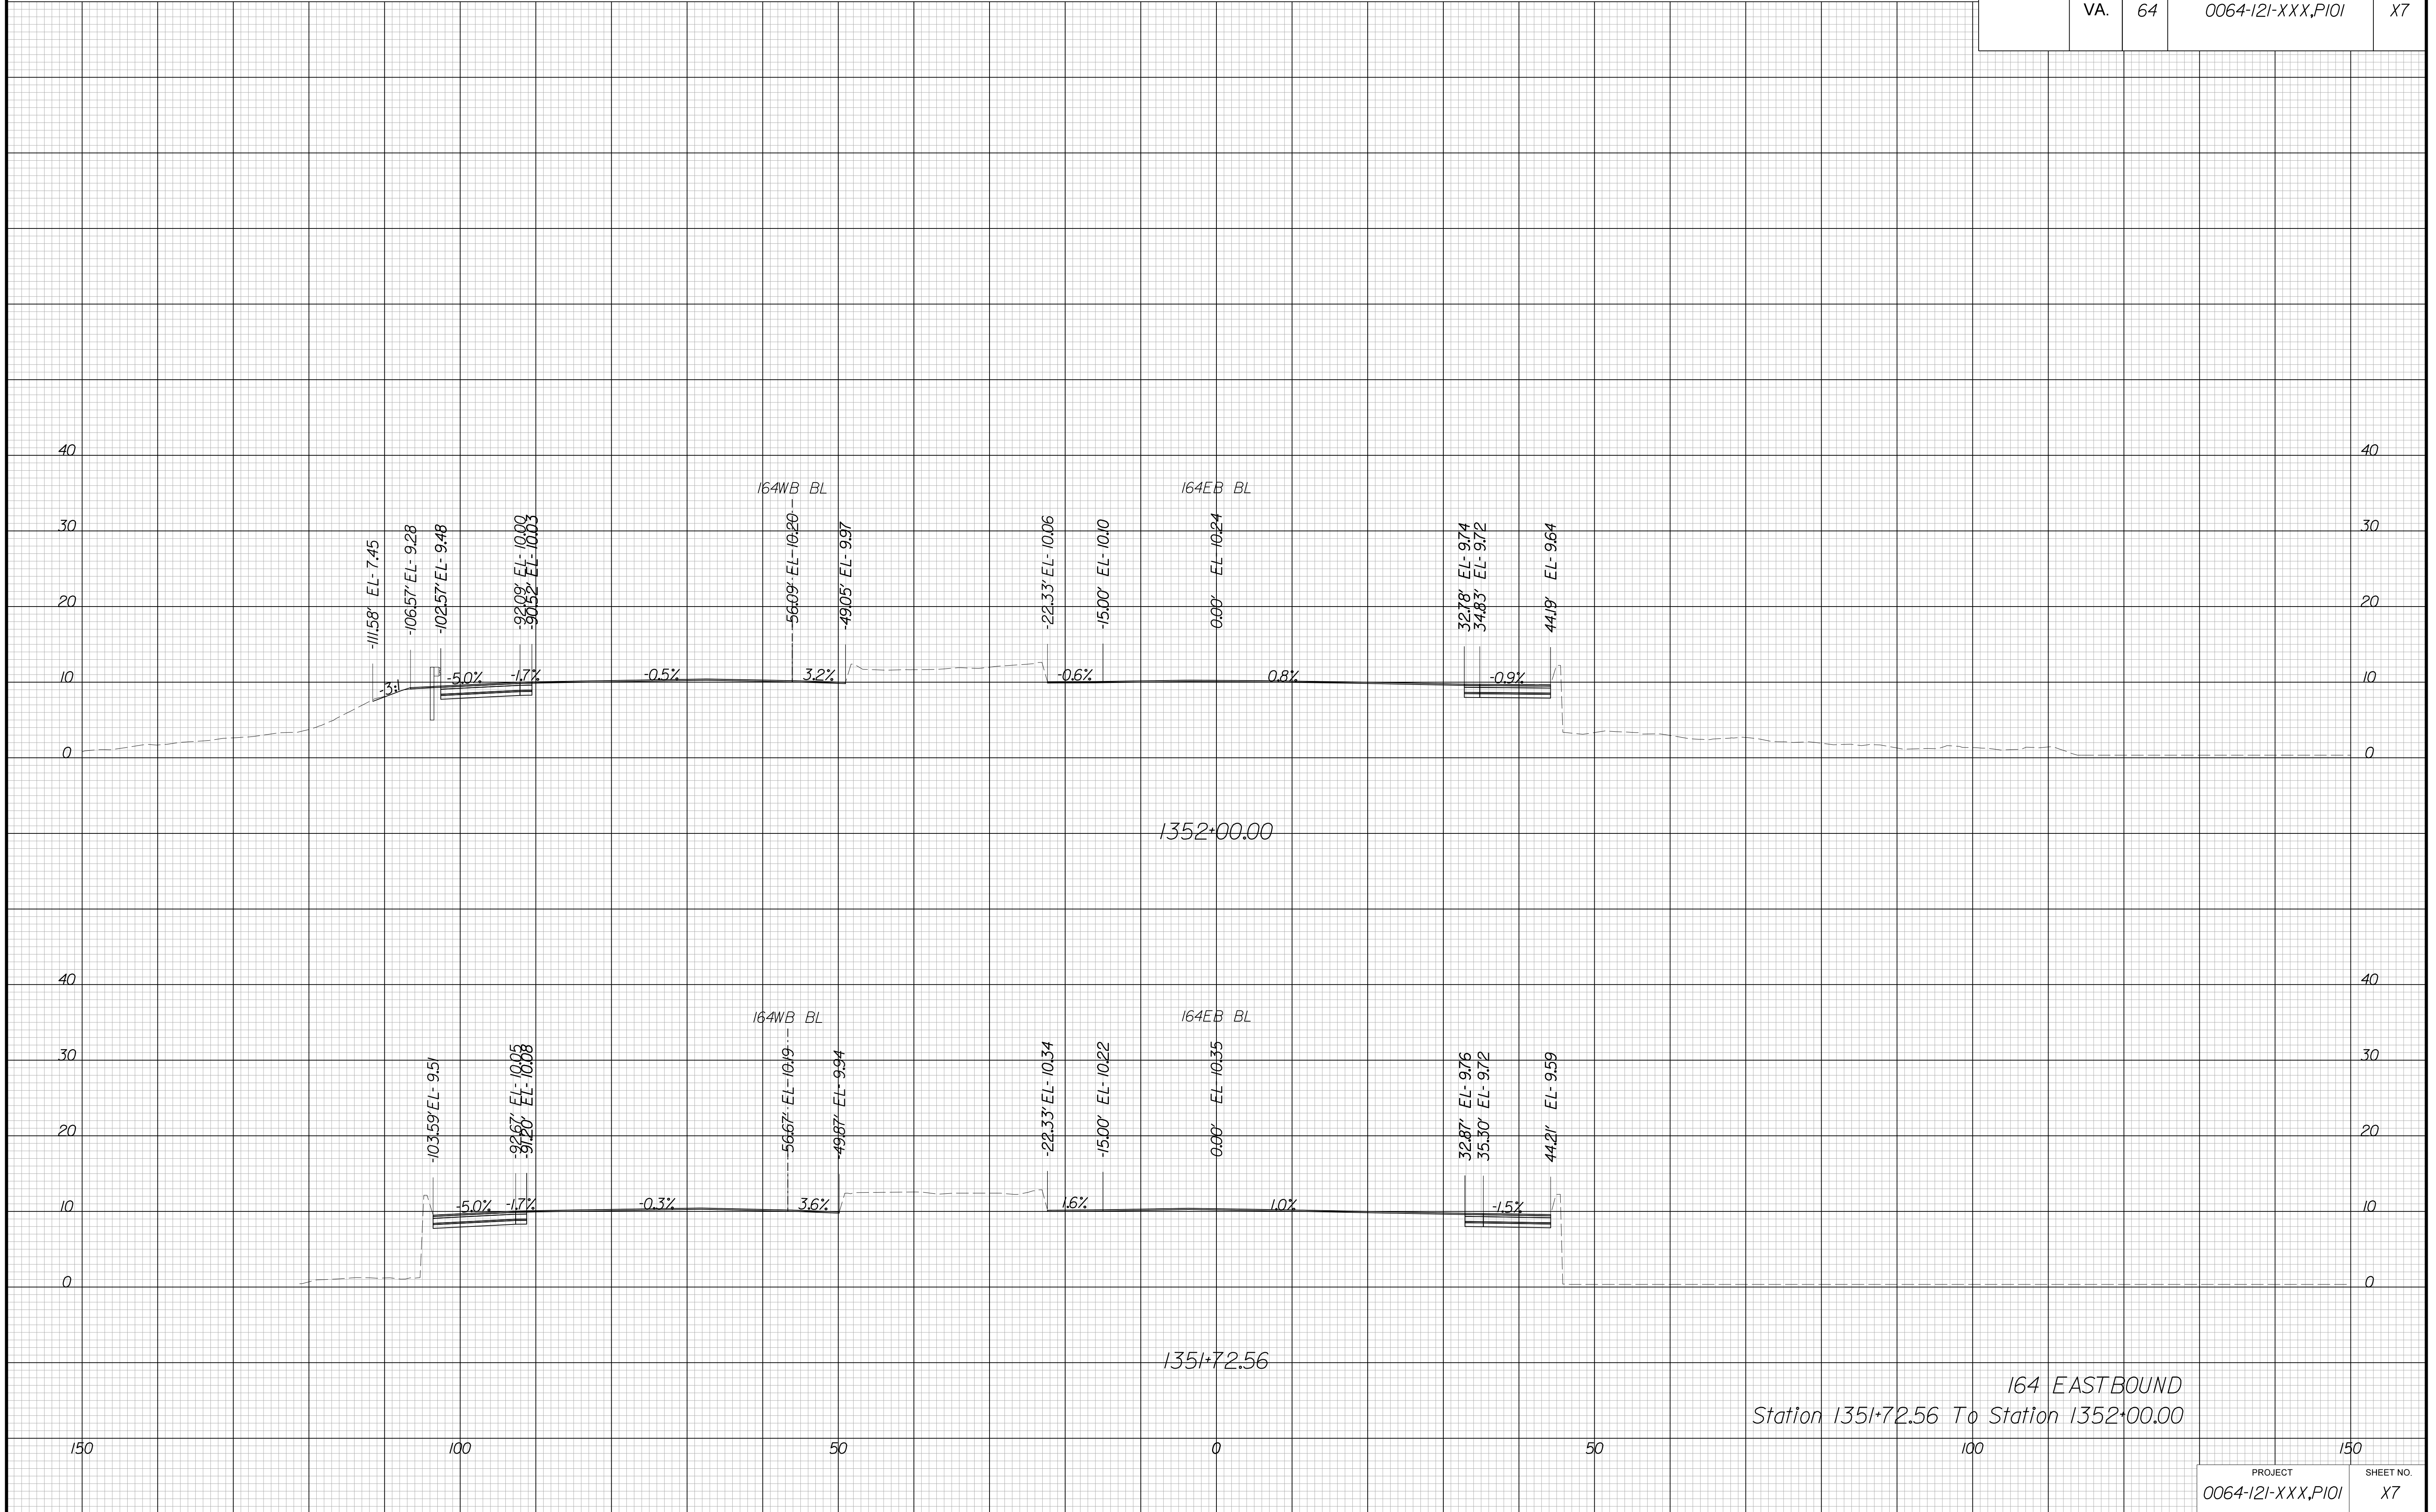 VA. 64 0064-121-XXX,P101 X7
40 40
I64WB BL I64EB BL
30 30
-111.58' EL- 7.45
-106.57' EL- 9.28
-102.57' EL- 9.48
-92.09' EL- 10.00
-90.52' EL- 10.03
-56.09' EL- 10.20
-49.05' EL- 9.97
-22.33' EL- 10.06
-15.00' EL- 10.10
0.00' EL 10.24
32.78' EL- 9.74
34.83' EL- 9.72
44.19' EL- 9.64
20 20
10 -3:1 -5.0% -1.7% -0.5% 3.2% -0.6% 0.8% -0.9% 10
0 0
1352+00.00
40 40
I64WB BL I64EB BL
30 30
-103.59' EL- 9.51
-92.67' EL- 10.05
-91.20' EL- 10.08
-56.67' EL- 10.19
-49.87' EL- 9.94
-22.33' EL- 10.34
-15.00' EL- 10.22
0.00' EL 10.35
32.87' EL- 9.76
35.30' EL- 9.72
44.21' EL- 9.59
20 20
10 -5.0% -1.7% -0.3% 3.6% 1.6% 1.0% -1.5% 10
0 0
1351+72.56
I64 EASTBOUND
Station 1351+72.56 To Station 1352+00.00
150 100 50 0 50 100 150
PROJECT SHEET NO.
0064-121-XXX,P101 X7